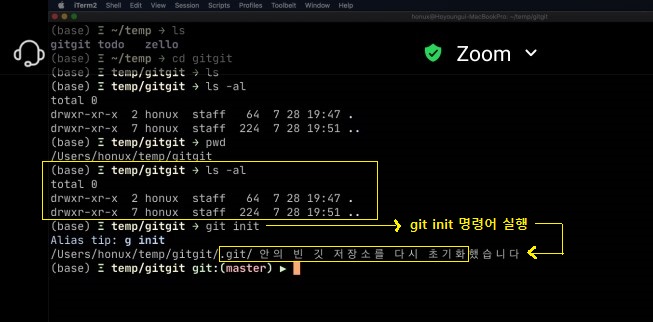 iTerm2 Shell Edit View Session Scripts Profiles Toolbelt Window Help
honux@Hoyoungui-MacBookPro: ~/temp/gitgit
(base) Ξ ~/temp → ls
gitgit todo zello
(base) Ξ ~/temp → cd gitgit
Zoom
(base) Ξ temp/gitgit → ls
(base) Ξ temp/gitgit → ls -al
total 0
drwxr-xr-x 2 honux staff 64 7 28 19:47 .
drwxr-xr-x 7 honux staff 224 7 28 19:51 ..
(base) Ξ temp/gitgit → pwd
/Users/honux/temp/gitgit
(base) Ξ temp/gitgit → ls -al
total 0
drwxr-xr-x 2 honux staff 64 7 28 19:47 .
drwxr-xr-x 7 honux staff 224 7 28 19:51 ..
(base) Ξ temp/gitgit → git init
git init 명령어 실행
Alias tip: g init
/Users/honux/temp/gitgit/.git/ 안의 빈 깃 저장소를 다시 초기화했습니다
(base) Ξ temp/gitgit git:(master) ▶